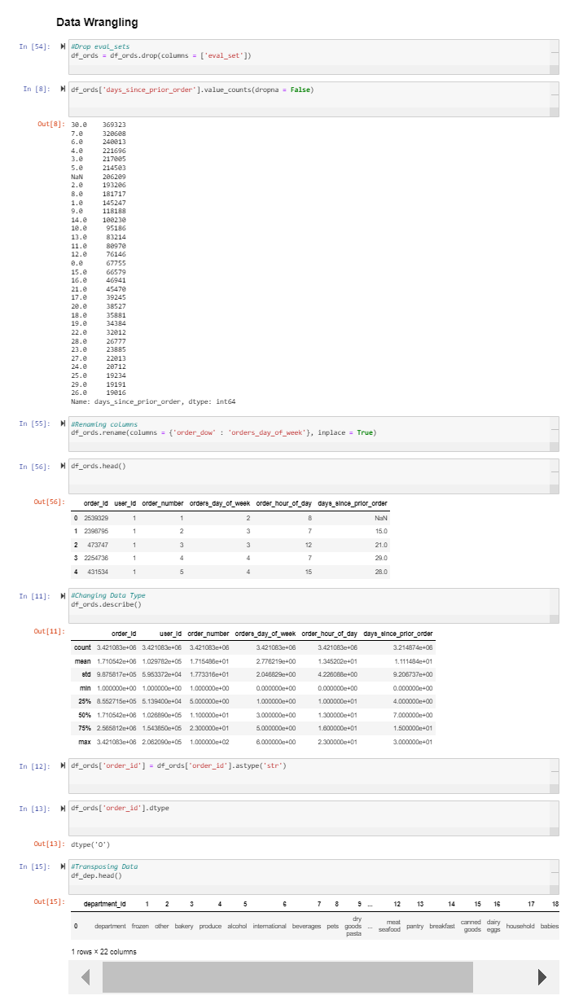 Data Wrangling
In [54]: #Drop eval_sets
df_ords = df_ords.drop(columns = ['eval_set'])
In [8]: df_ords['days_since_prior_order'].value_counts(dropna = False)
Out[8]: 30.0 369323
7.0 320608
6.0 240013
4.0 221696
3.0 217005
5.0 214503
NaN 206209
2.0 193206
8.0 181717
1.0 145247
9.0 118188
14.0 100230
10.0 95186
13.0 83214
11.0 80970
12.0 76146
0.0 67755
15.0 66579
16.0 46941
21.0 45470
17.0 39245
20.0 38527
18.0 35881
19.0 34384
22.0 32012
28.0 26777
23.0 23885
27.0 22013
24.0 20712
25.0 19234
29.0 19191
26.0 19016
Name: days_since_prior_order, dtype: int64
In [55]: #Renaming columns
df_ords.rename(columns = {'order_dow' : 'orders_day_of_week'}, inplace = True)
In [56]: df_ords.head()
Out[56]:
order_id user_id order_number orders_day_of_week order_hour_of_day days_since_prior_order
0 2539329 1 1 2 8 NaN
1 2398795 1 2 3 7 15.0
2 473747 1 3 3 12 21.0
3 2254736 1 4 4 7 29.0
4 431534 1 5 4 15 28.0
In [11]: #Changing Data Type
df_ords.describe()
Out[11]:
order_id user_id order_number orders_day_of_week order_hour_of_day days_since_prior_order
count 3.421083e+06 3.421083e+06 3.421083e+06 3.421083e+06 3.421083e+06 3.214874e+06
mean 1.710542e+06 1.029782e+05 1.715486e+01 2.776219e+00 1.345202e+01 1.111484e+01
std 9.875817e+05 5.953372e+04 1.773316e+01 2.046829e+00 4.226088e+00 9.206737e+00
min 1.000000e+00 1.000000e+00 1.000000e+00 0.000000e+00 0.000000e+00 0.000000e+00
25% 8.552715e+05 5.139400e+04 5.000000e+00 1.000000e+00 1.000000e+01 4.000000e+00
50% 1.710542e+06 1.026890e+05 1.100000e+01 3.000000e+00 1.300000e+01 7.000000e+00
75% 2.565812e+06 1.543850e+05 2.300000e+01 5.000000e+00 1.600000e+01 1.500000e+01
max 3.421083e+06 2.062090e+05 1.000000e+02 6.000000e+00 2.300000e+01 3.000000e+01
In [12]: df_ords['order_id'] = df_ords['order_id'].astype('str')
In [13]: df_ords['order_id'].dtype
Out[13]: dtype('O')
In [15]: #Transposing Data
df_dep.head()
Out[15]:
department_id 1 2 3 4 5 6 7 8 9 ... 12 13 14 15 16 17 18
0 department frozen other bakery produce alcohol international beverages pets dry goods pasta ... meat seafood pantry breakfast canned goods dairy eggs household babies
1 rows × 22 columns